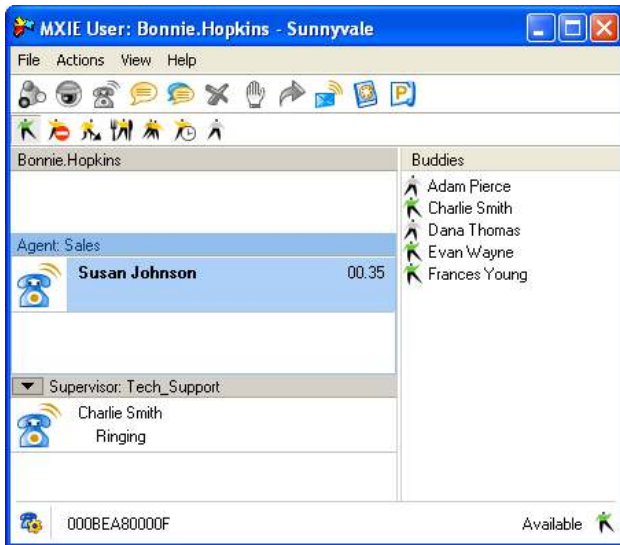 MXIE User: Bonnie.Hopkins - Sunnyvale
File Actions View Help
Bonnie.Hopkins
Agent: Sales
Susan Johnson 00.35
Supervisor: Tech_Support
Charlie Smith
Ringing
Buddies
Adam Pierce
Charlie Smith
Dana Thomas
Evan Wayne
Frances Young
000BEA80000F
Available